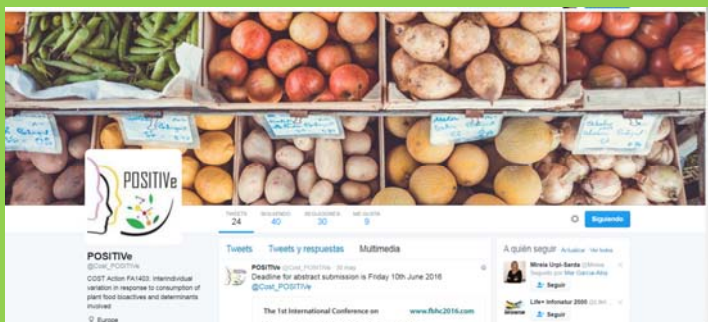 POSITIVe
TWEETS
24
SIGUIENDO
40
SEGUIDORES
30
ME GUSTA
9
Siguiendo
POSITIVe
@Cost_POSITIVe
COST Action FA1403: Interindividual
variation in response to consumption of
plant food bioactives and determinants
involved
Europe
Tweets
Tweets y respuestas
Multimedia
POSITIVe @Cost_POSITIVe · 30 may.
Deadline for abstract submission is Friday 10th June 2016
@Cost_POSITIVe
The 1st International Conference on
www.fbhc2016.com
A quién seguir
Actualizar
Ver todos
Mireia Urpi-Sarda
Seguido por Mar Garcia-Aloy
Seguir
Life+ Infonatur 2000
Seguir